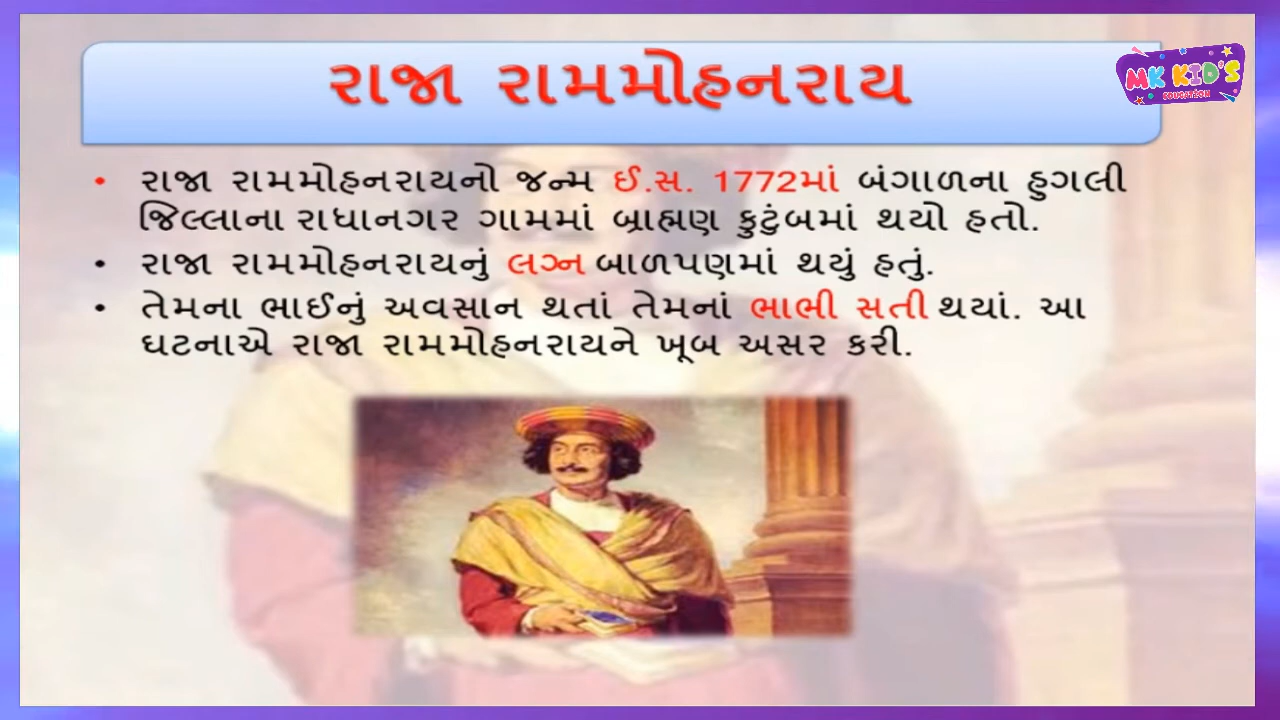 રાજા રામમોહનરાય
MK KID'S
EDUCATION
• રાજા રામમોહનરાયનો જન્મ ઈ.સ. 1772માં બંગાળના હુગલી
જિલ્લાના રાધાનગર ગામમાં બ્રાહ્મણ કુટુંબમાં થયો હતો.
• રાજા રામમોહનરાયનું લગ્ન બાળપણમાં થયું હતું.
• તેમના ભાઈનું અવસાન થતાં તેમનાં ભાભી સતી થયાં. આ
ઘટનાએ રાજા રામમોહનરાયને ખૂબ અસર કરી.